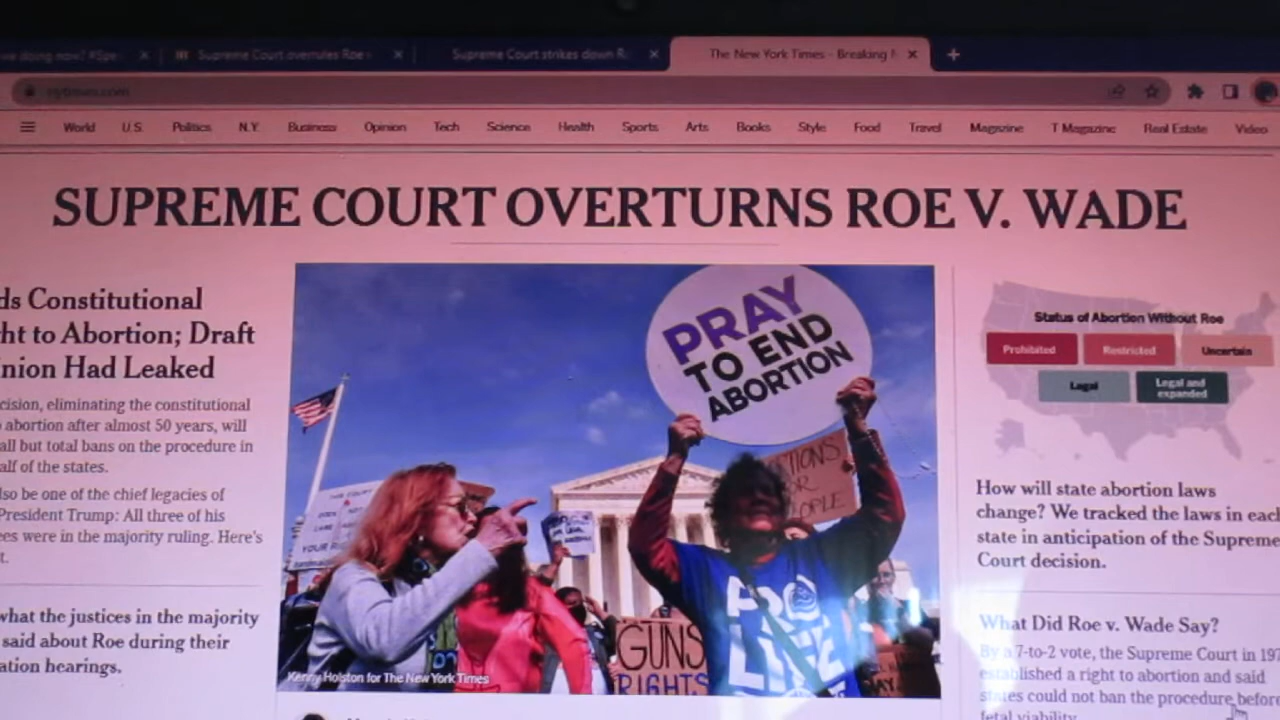 Supreme Court overrules Roe
Supreme Court strikes down R
The New York Times - Breaking
nytimes.com
World U.S. Politics N.Y. Business Opinion Tech Science Health Sports Arts Books Style Food Travel Magazine T Magazine Real Estate Video
SUPREME COURT OVERTURNS ROE V. WADE
ds Constitutional
ht to Abortion; Draft
nion Had Leaked
cision, eliminating the constitutional
abortion after almost 50 years, will
all but total bans on the procedure in
alf of the states.
lso be one of the chief legacies of
President Trump: All three of his
ees were in the majority ruling. Here's
t.
what the justices in the majority
said about Roe during their
ation hearings.
PRAY
TO END
ABORTION
PRO
LIFE
GUNS
RIGHTS
Kenny Holston for The New York Times
Status of Abortion Without Roe
Prohibited Restricted Uncertain
Legal Legal and
expanded
How will state abortion laws
change? We tracked the laws in each
state in anticipation of the Supreme
Court decision.
What Did Roe v. Wade Say?
By a 7-to-2 vote, the Supreme Court in 197
established a right to abortion and said
states could not ban the procedure before
fetal viability